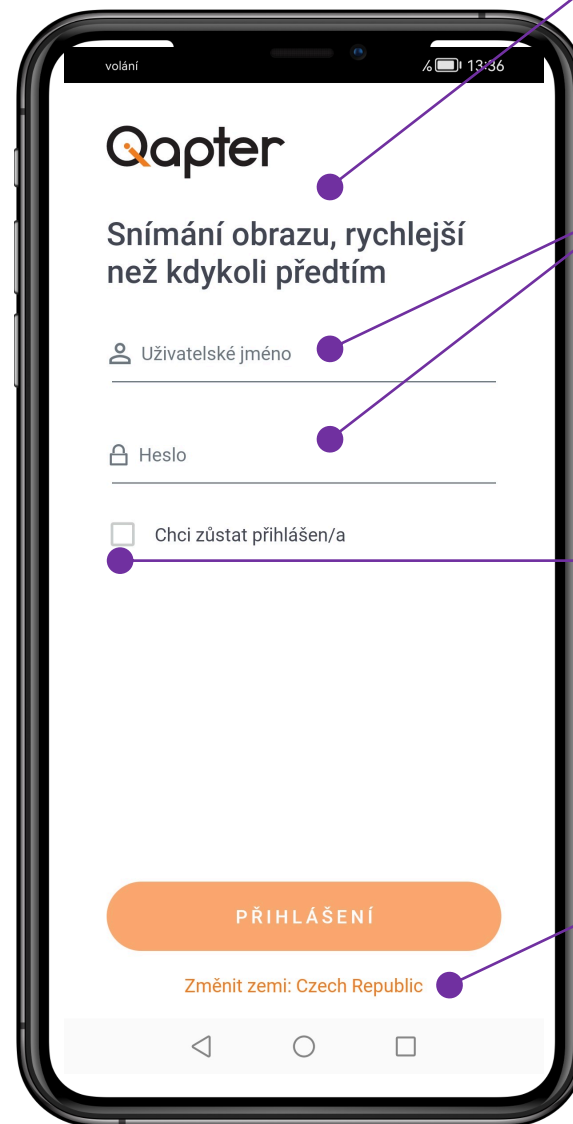 volání
13:36
Qapter
Snímání obrazu, rychlejší
než kdykoli předtím
Uživatelské jméno
Heslo
Chci zůstat přihlášen/a
PŘIHLÁŠENÍ
Změnit zemi: Czech Republic